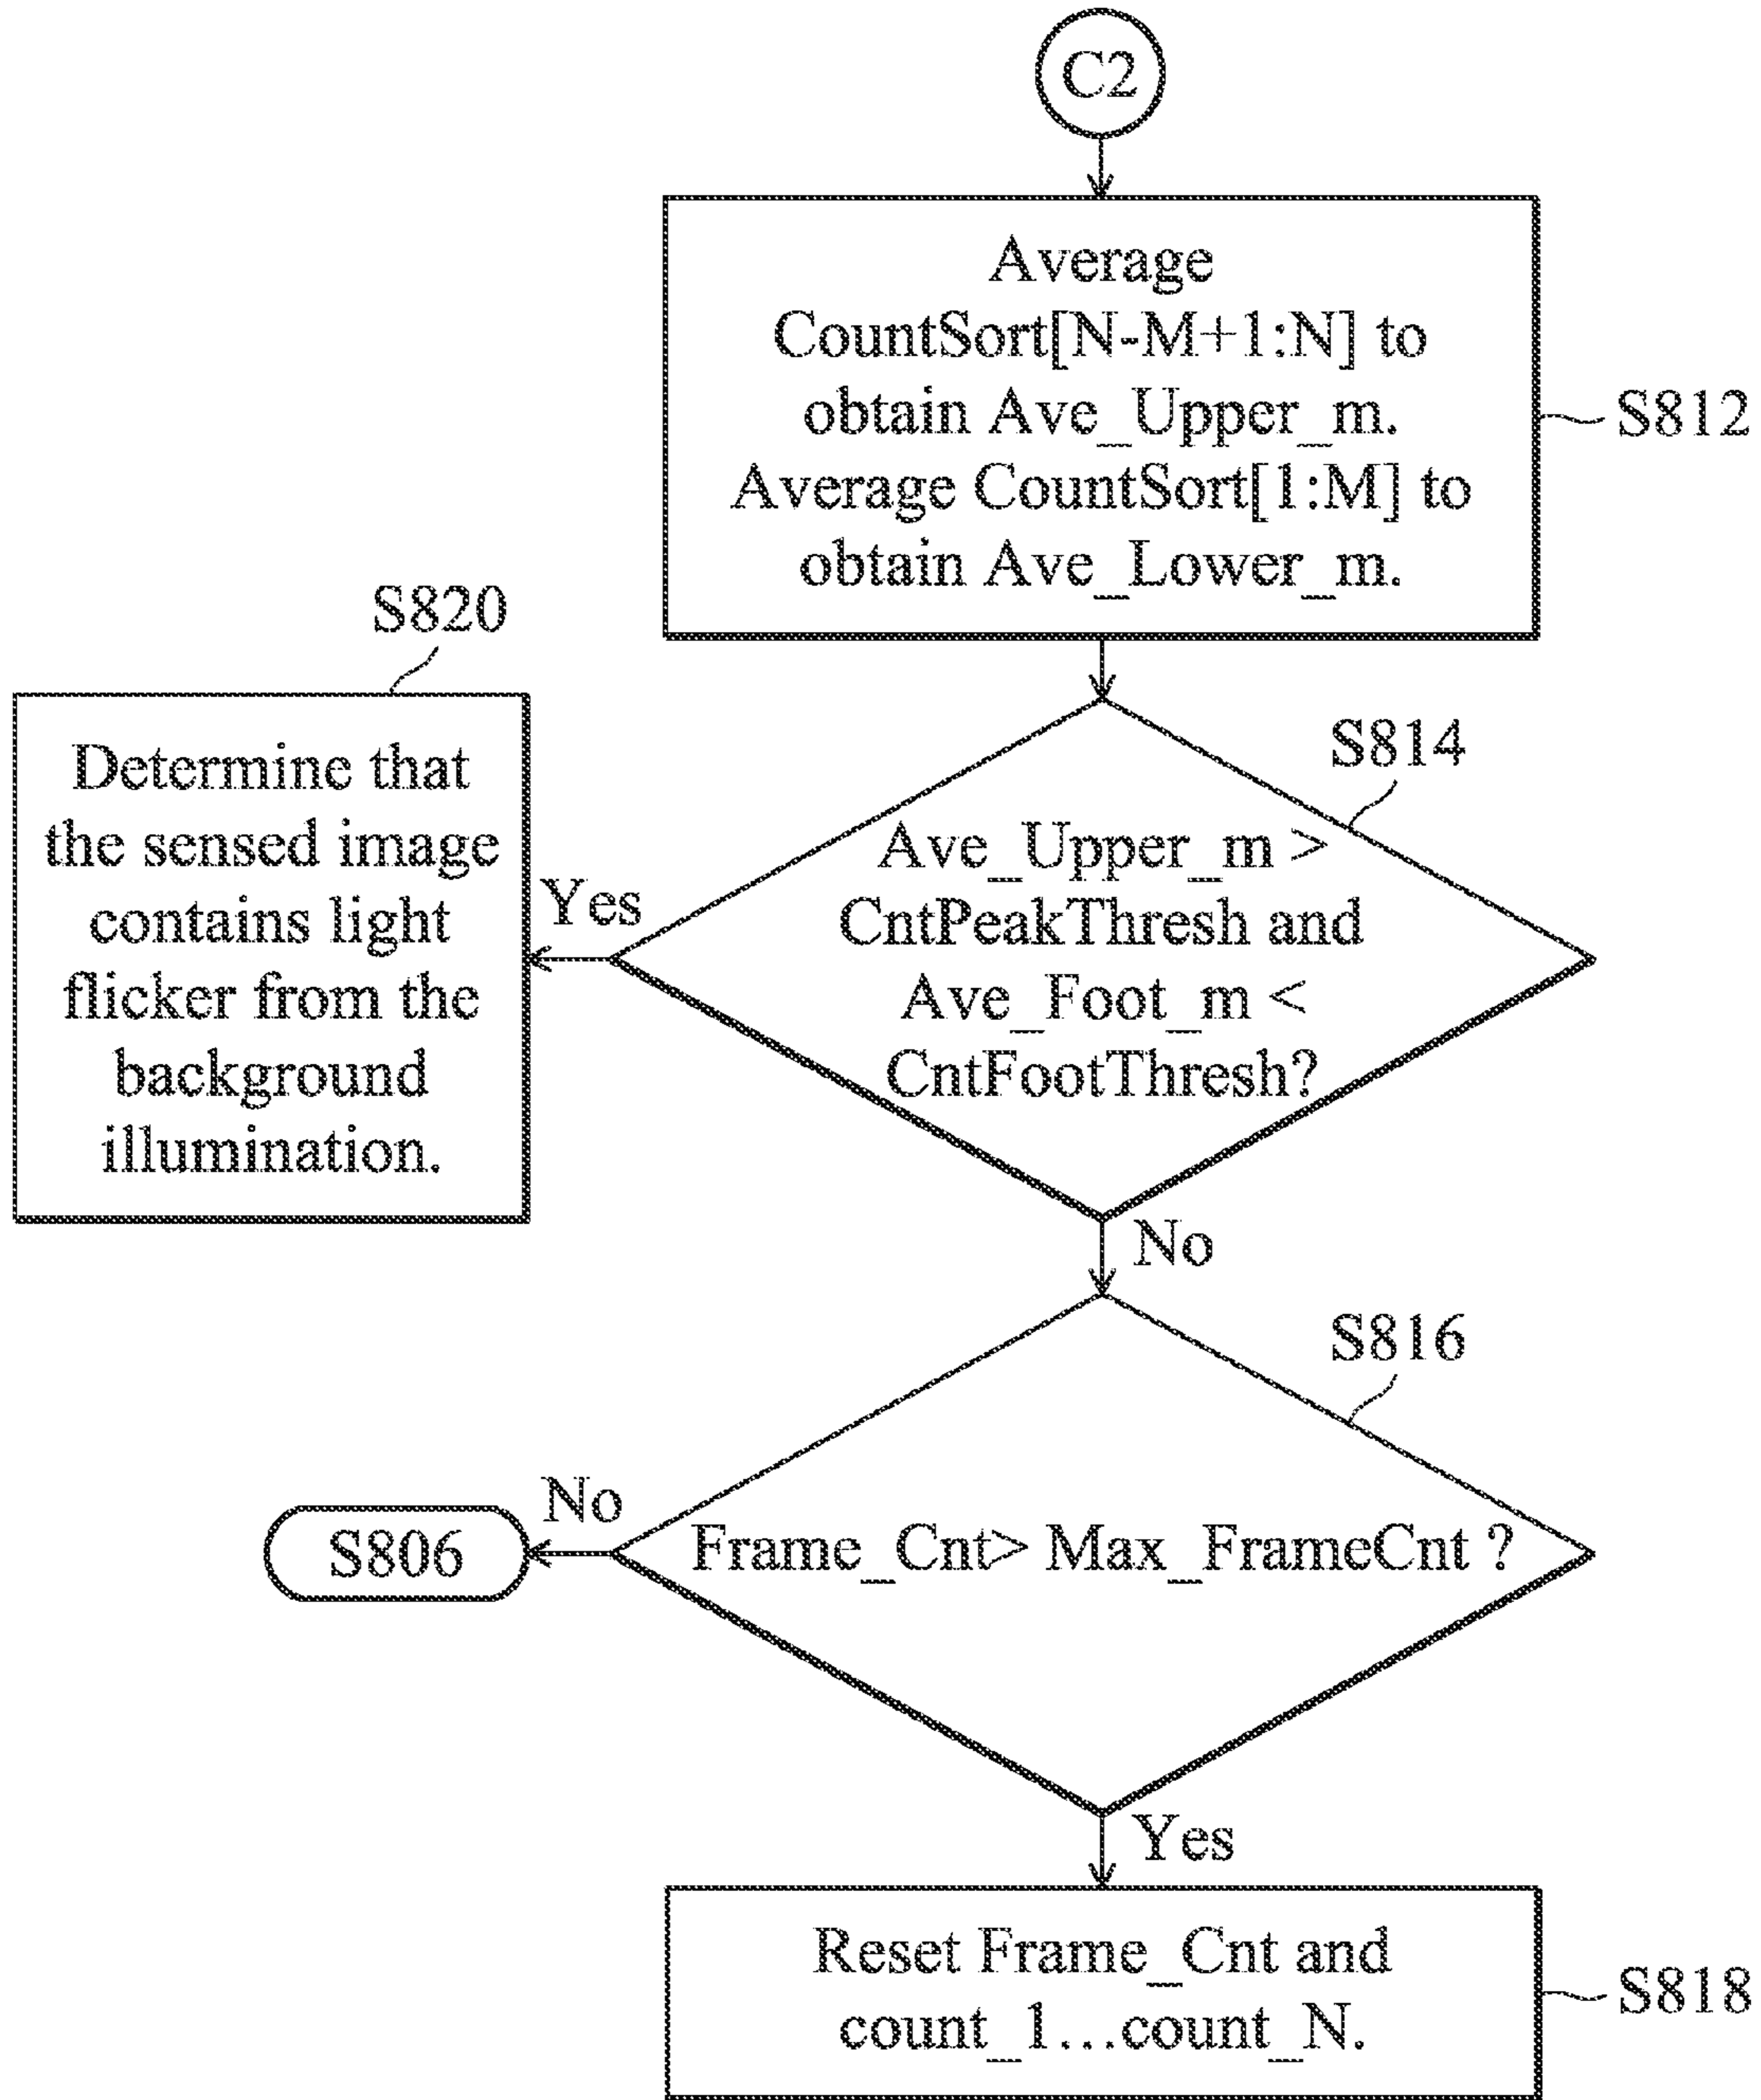 C2
Average
CountSort[N-M+1:N] to
obtain Ave_Upper_m.
Average CountSort[1:M] to
obtain Ave_Lower_m.
S812
S820
Determine that
the sensed image
contains light
flicker from the
background
illumination.
Yes
S814
Ave_Upper_m >
CntPeakThresh and
Ave_Foot_m <
CntFootThresh?
No
S816
Frame_Cnt> Max_FrameCnt ?
No
S806
Yes
Reset Frame_Cnt and
count_1...count_N.
S818